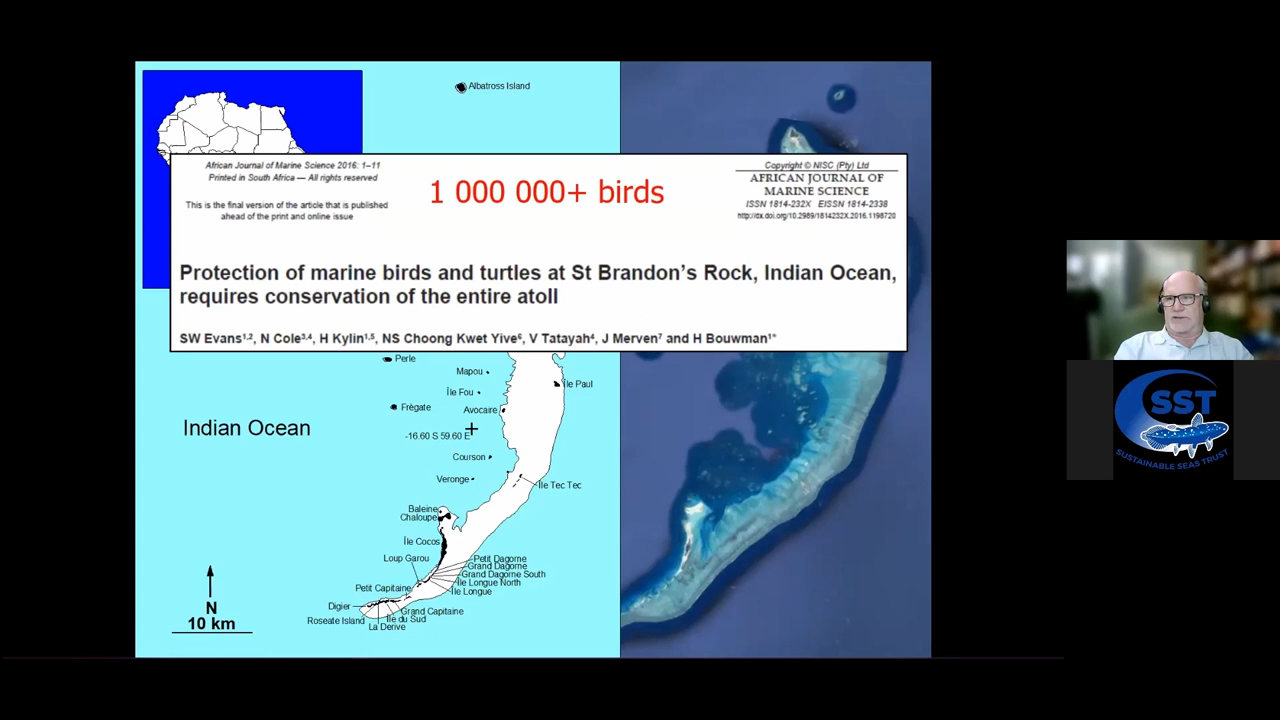 Albatross Island
African Journal of Marine Science 2016: 1–11
Printed in South Africa — All rights reserved
This is the final version of the article that is published
ahead of the print and online issue
1 000 000+ birds
Copyright © NISC (Pty) Ltd
AFRICAN JOURNAL OF
MARINE SCIENCE
ISSN 1814-232X EISSN 1814-2338
http://dx.doi.org/10.2989/1814232X.2016.1198720
Protection of marine birds and turtles at St Brandon's Rock, Indian Ocean,
requires conservation of the entire atoll
SW Evans1,2, N Cole3,4, H Kylin1,5, NS Choong Kwet Yive6, V Tatayah4, J Merven7 and H Bouwman1*
Perle
Mapou
Île Paul
Île Fou
Frégate
Avocaire
Indian Ocean
-16.60 S 59.60 E
Courson
Veronge
Île Tec Tec
Baleine
Chaloupe
Île Cocos
Loup Garou
Petit Dagorne
Grand Dagorne
Grand Dagorne South
Île Longue North
Petit Capitaine
Île Longue
Digier
Grand Capitaine
Roseate Island
Île du Sud
La Derive
N
10 km
SST
SUSTAINABLE SEAS TRUST